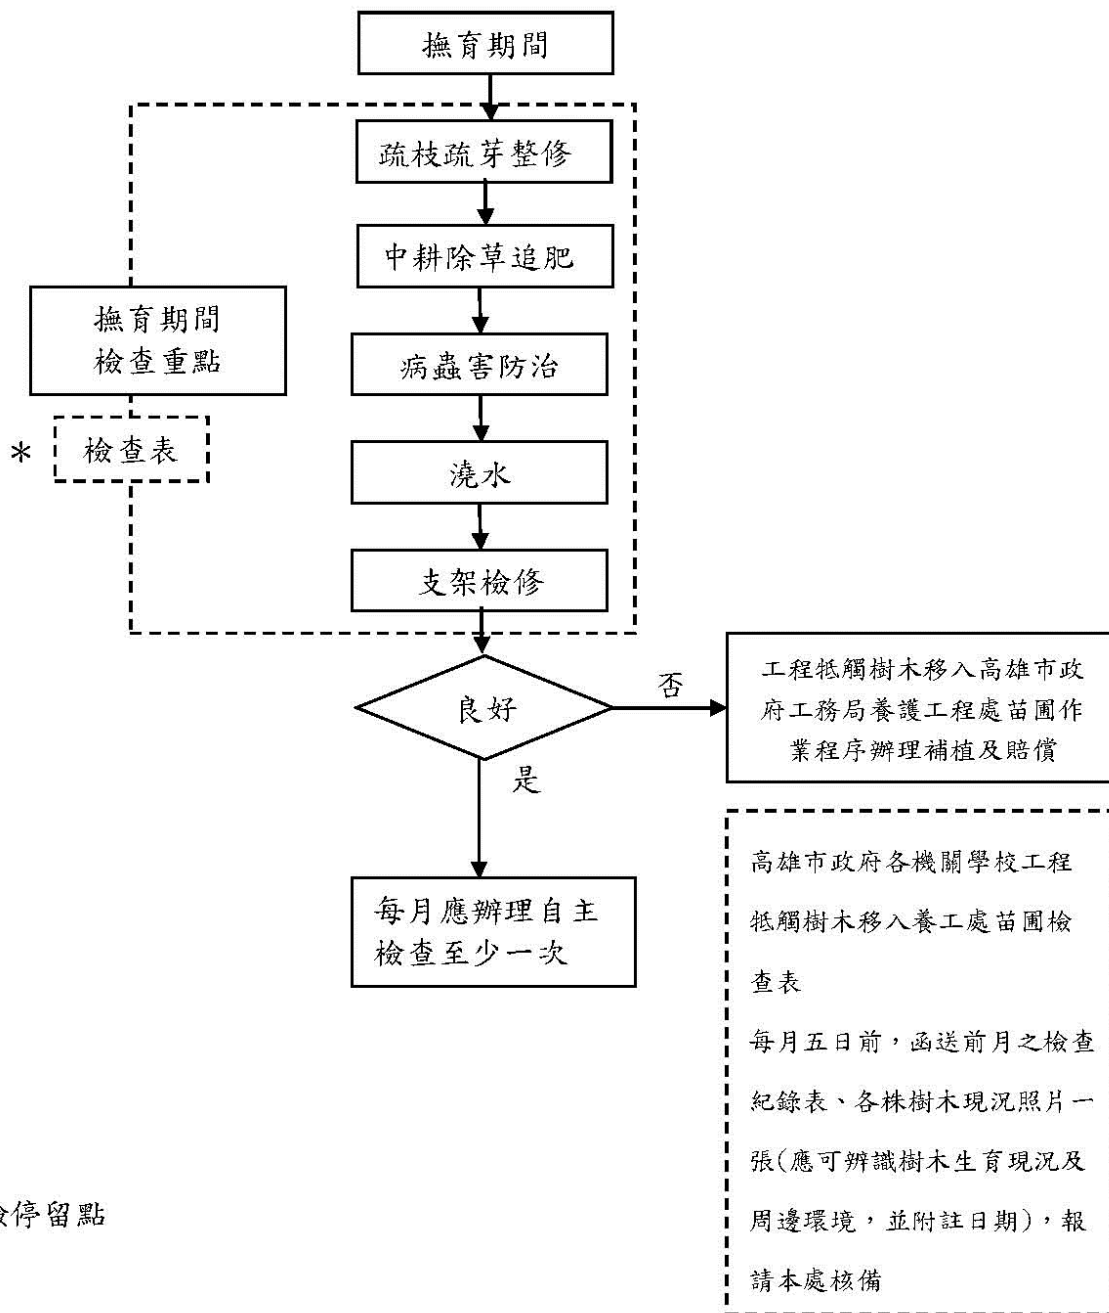 撫育期間
疏枝疏芽整修
中耕除草追肥
撫育期間
檢查重點
病蟲害防治
* 檢查表
澆水
支架檢修
良好
否
工程牴觸樹木移入高雄市政
府工務局養護工程處苗圃作
業程序辦理補植及賠償
是
每月應辦理自主
檢查至少一次
高雄市政府各機關學校工程
牴觸樹木移入養工處苗圃檢
查表
每月五日前，函送前月之檢查
紀錄表、各株樹木現況照片一
張(應可辨識樹木生育現況及
周邊環境，並附註日期)，報
請本處核備
停留點